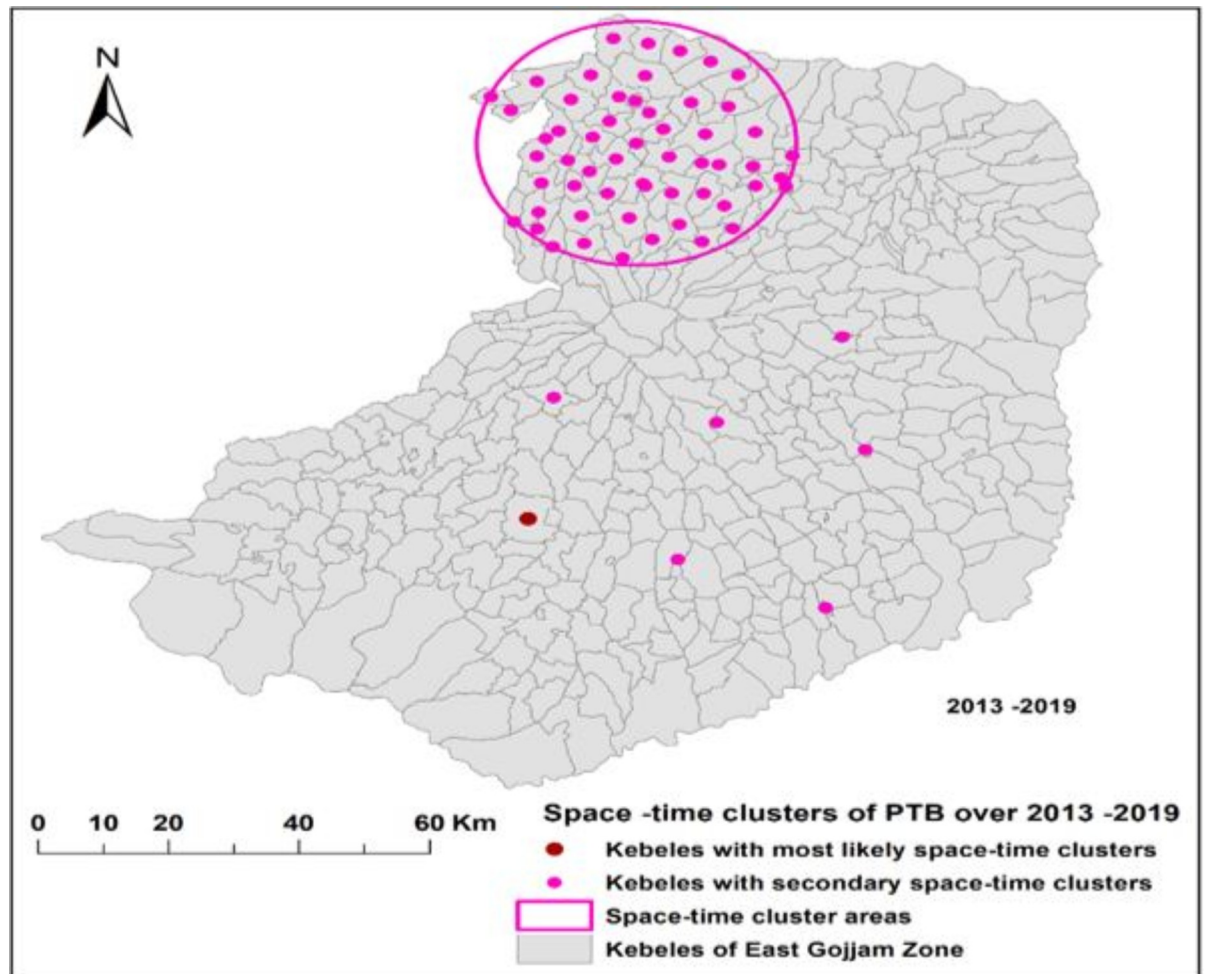 N
2013 -2019
0 10 20 40 60 Km
Space -time clusters of PTB over 2013 -2019
Kebeles with most likely space-time clusters
Kebeles with secondary space-time clusters
Space-time cluster areas
Kebeles of East Gojjam Zone